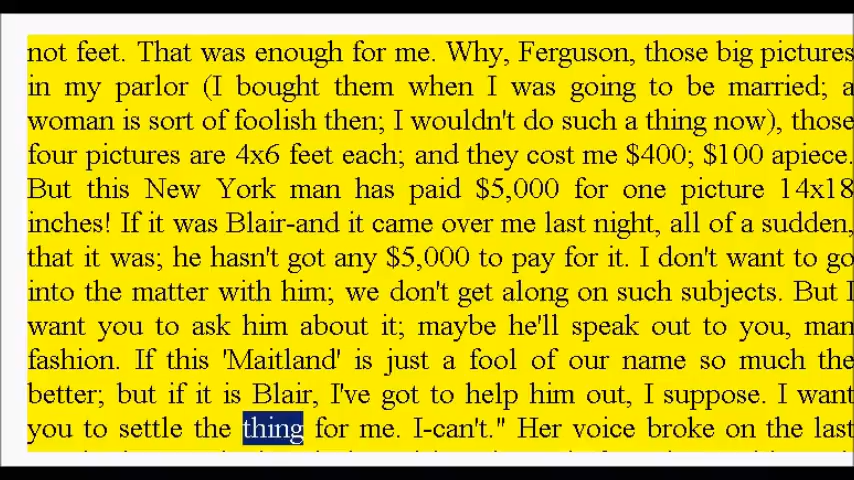 not feet. That was enough for me. Why, Ferguson, those big pictures
in my parlor (I bought them when I was going to be married; a
woman is sort of foolish then; I wouldn't do such a thing now), those
four pictures are 4x6 feet each; and they cost me $400; $100 apiece.
But this New York man has paid $5,000 for one picture 14x18
inches! If it was Blair-and it came over me last night, all of a sudden,
that it was; he hasn't got any $5,000 to pay for it. I don't want to go
into the matter with him; we don't get along on such subjects. But I
want you to ask him about it; maybe he'll speak out to you, man
fashion. If this 'Maitland' is just a fool of our name so much the
better; but if it is Blair, I've got to help him out, I suppose. I want
you to settle the thing for me. I-can't." Her voice broke on the last